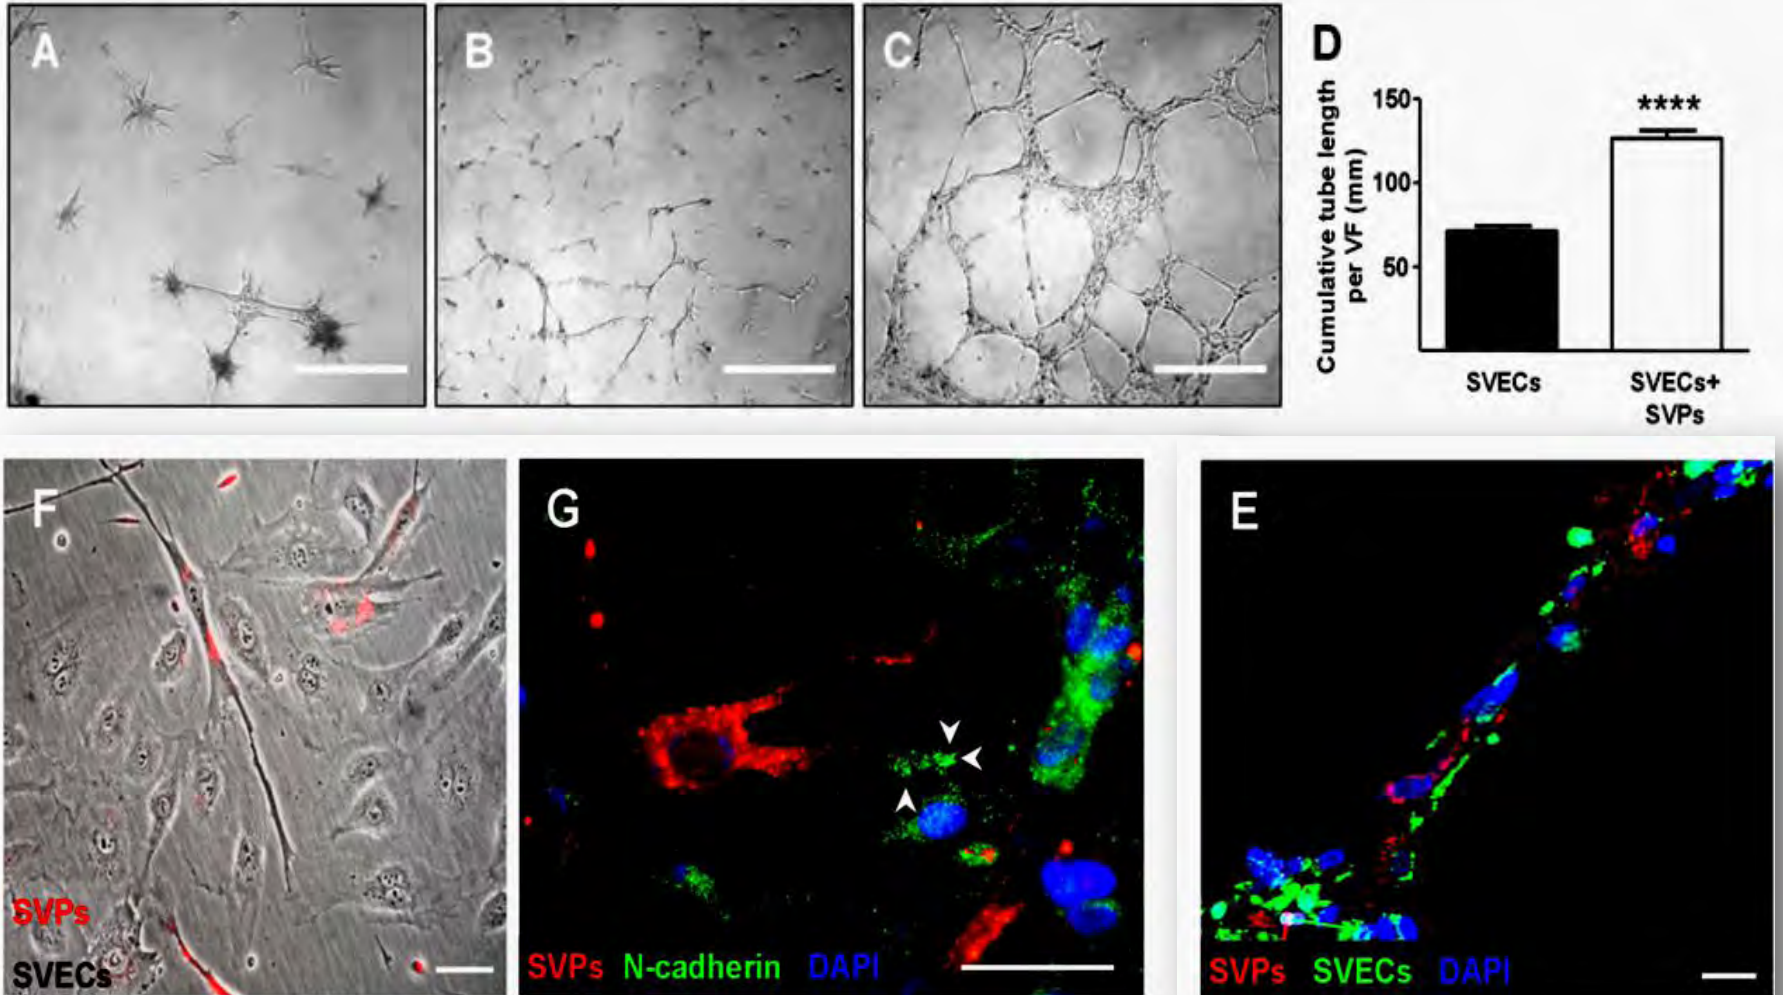 A
B
C
D
Cumulative tube length
per VF (mm)
150
100
50
****
SVECs
SVECs+
SVPs
F
SVPs
SVECs
G
SVPs N-cadherin DAPI
E
SVPs SVECs DAPI